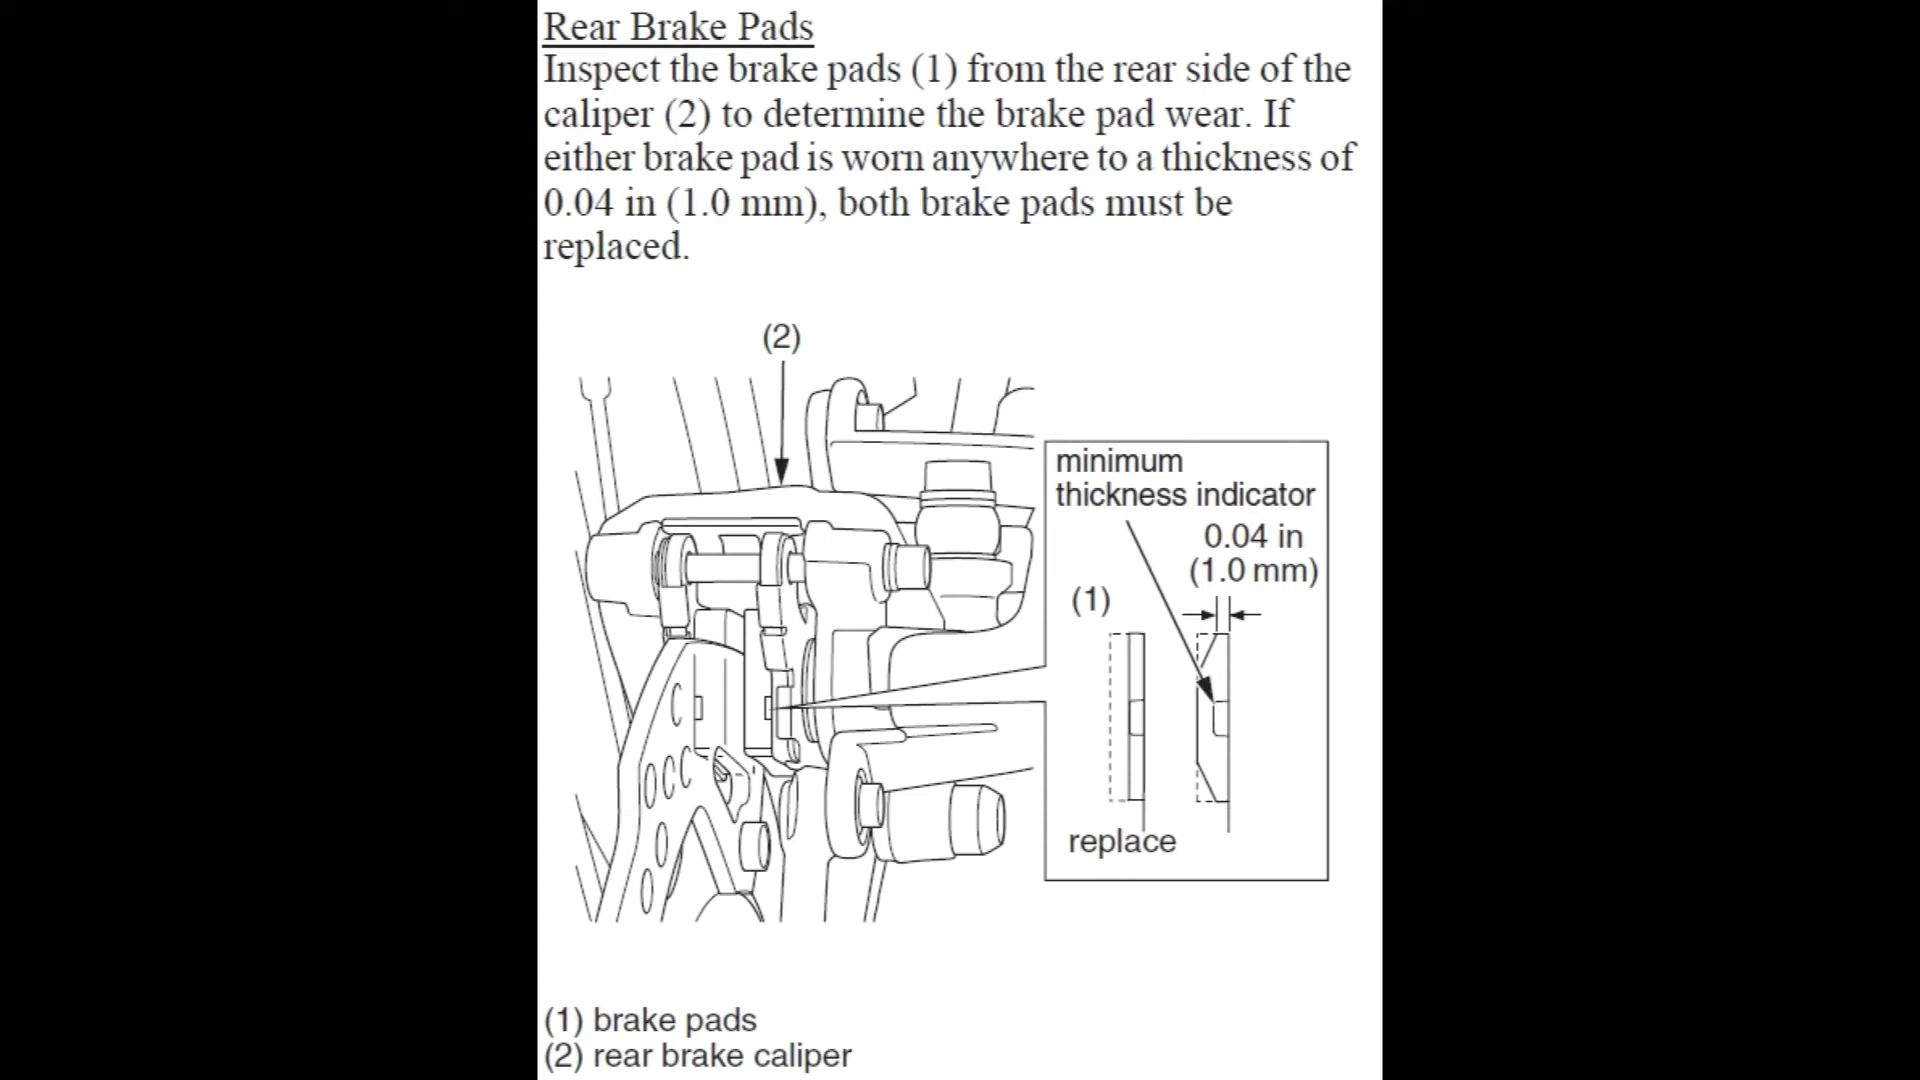 Rear Brake Pads
Inspect the brake pads (1) from the rear side of the
caliper (2) to determine the brake pad wear. If
either brake pad is worn anywhere to a thickness of
0.04 in (1.0 mm), both brake pads must be
replaced.
(2)
minimum
thickness indicator
0.04 in
(1.0 mm)
(1)
replace
(1) brake pads
(2) rear brake caliper